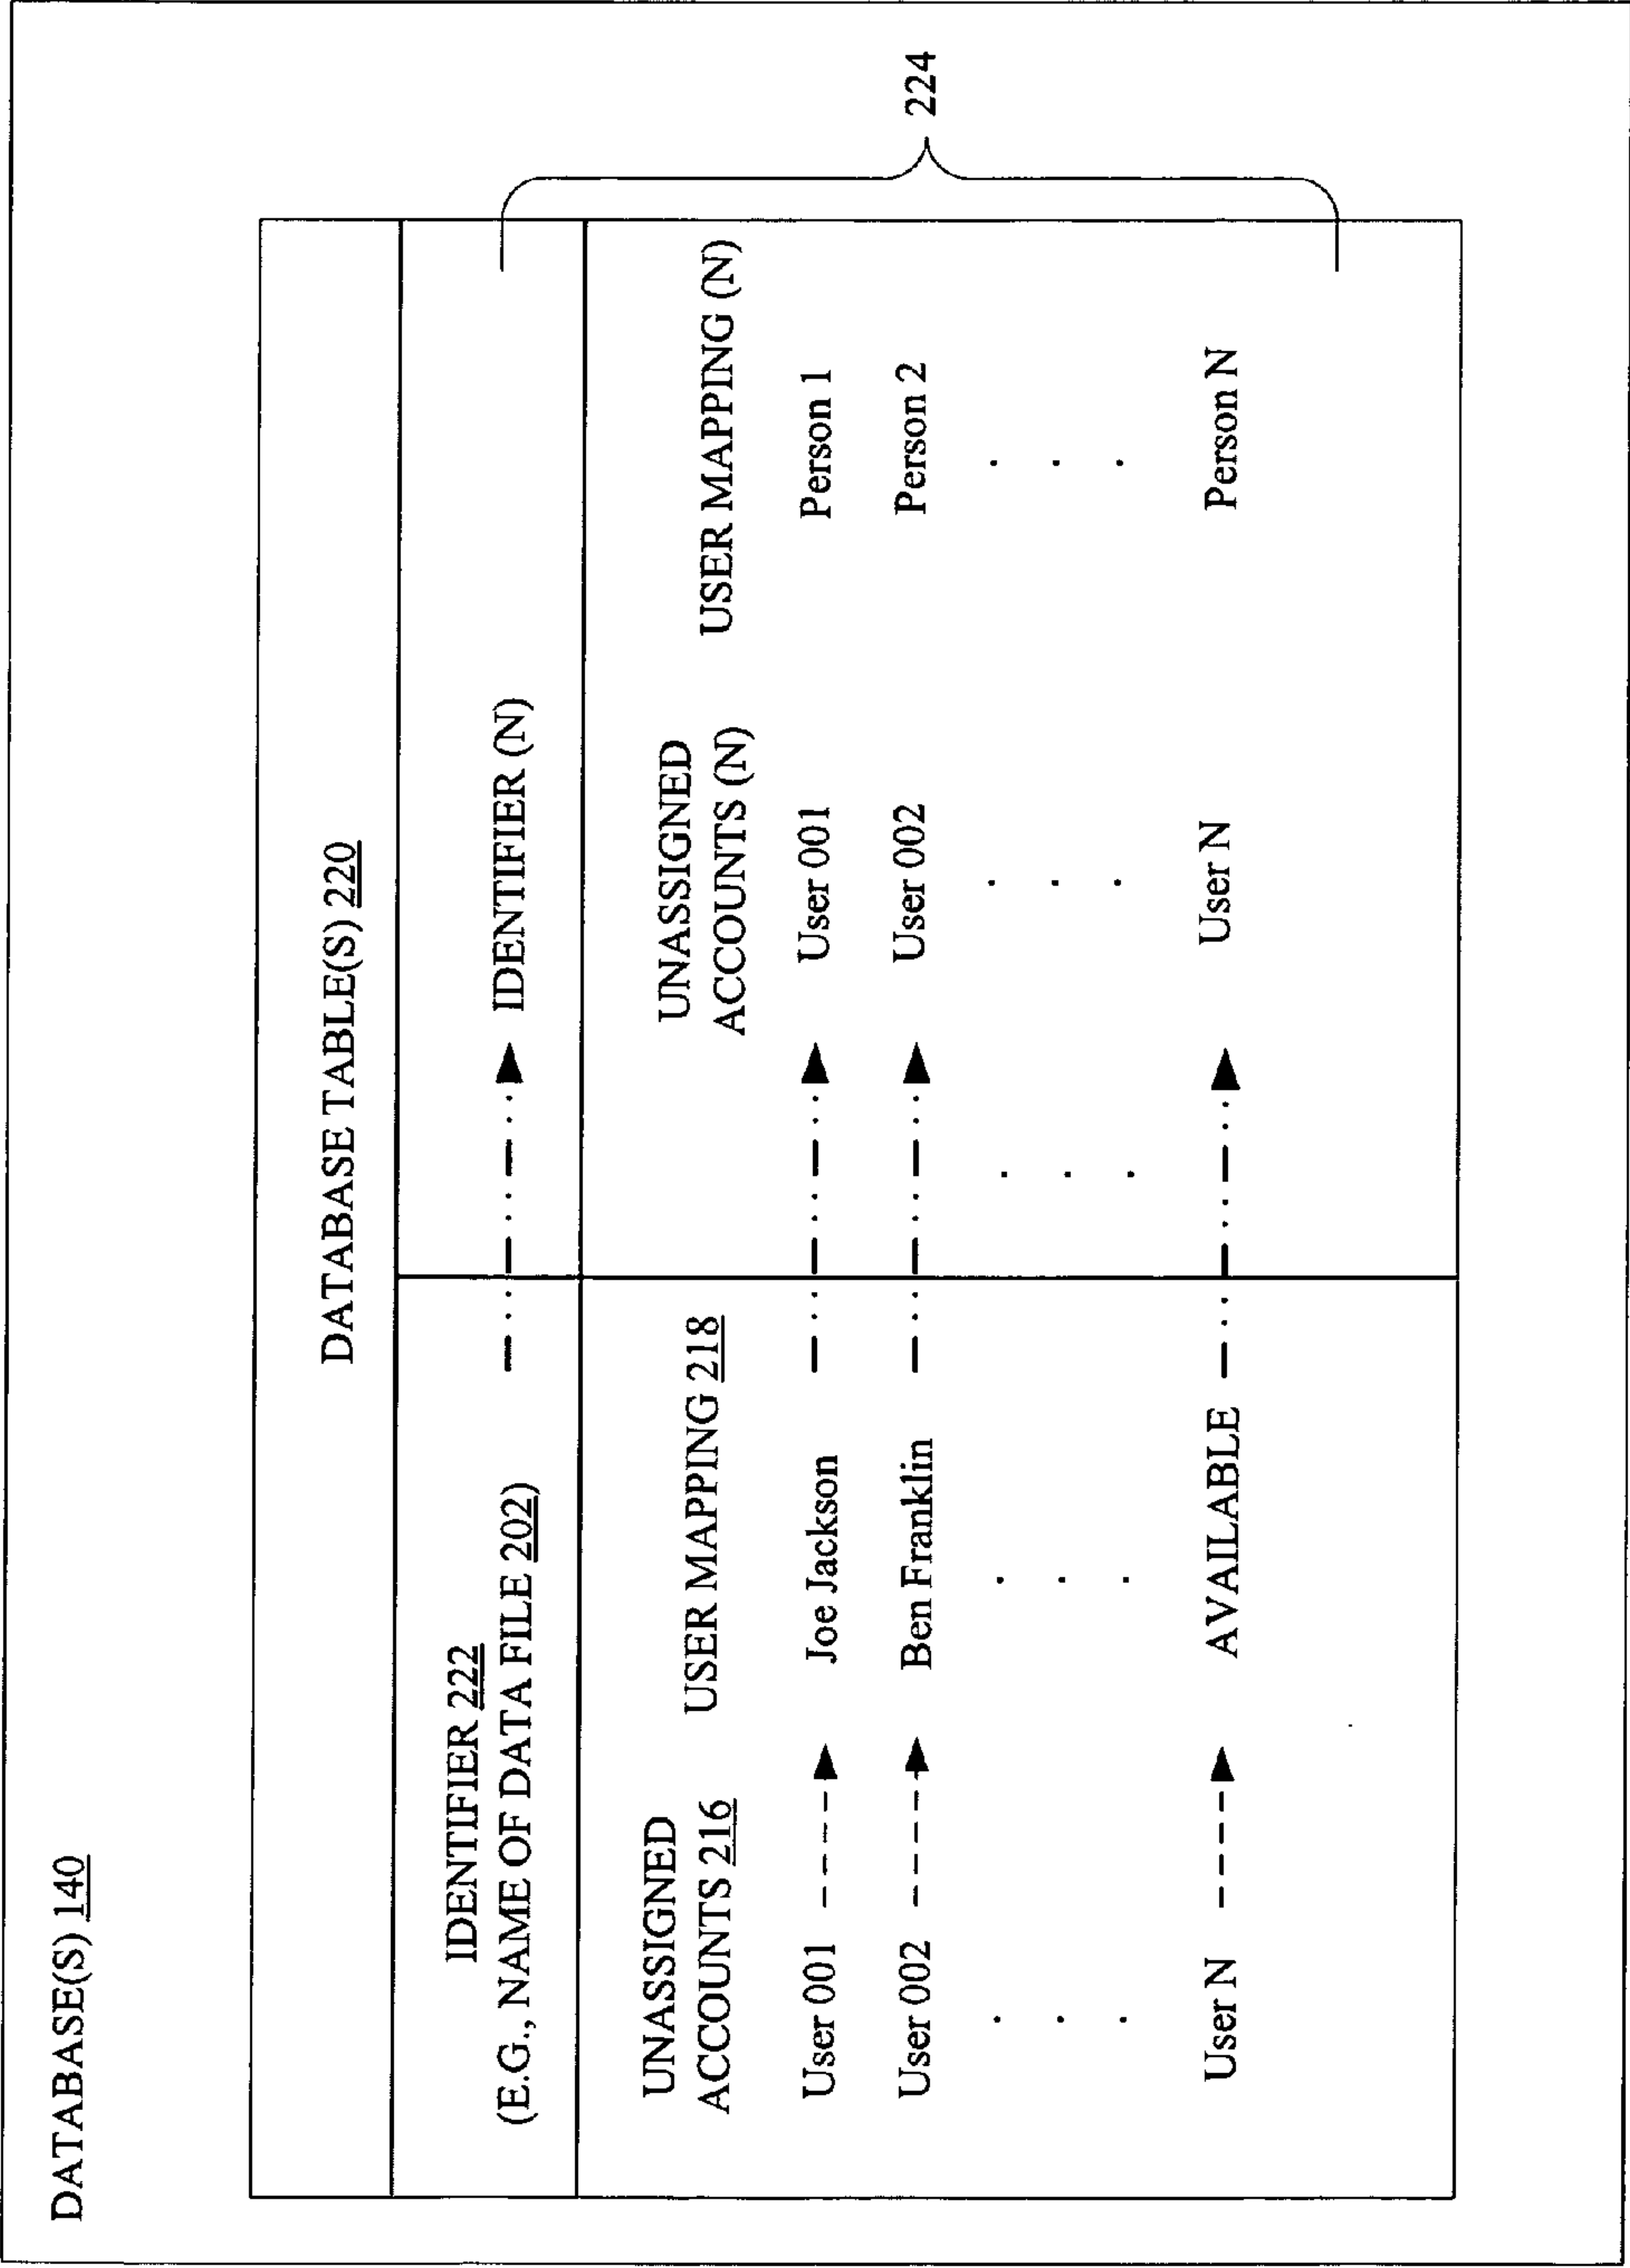 DATABASE(S) 140
DATABASE TABLE(S) 220
IDENTIFIER 222
(E.G., NAME OF DATA FILE 202)
IDENTIFIER (N)
UNASSIGNED
ACCOUNTS 216
USER MAPPING 218
UNASSIGNED
ACCOUNTS (N)
USER MAPPING (N)
User 001 Joe Jackson User 001 Person 1
User 002 Ben Franklin User 002 Person 2
. . . .
. . . .
. . . .
User N AVAILABLE User N Person N
224